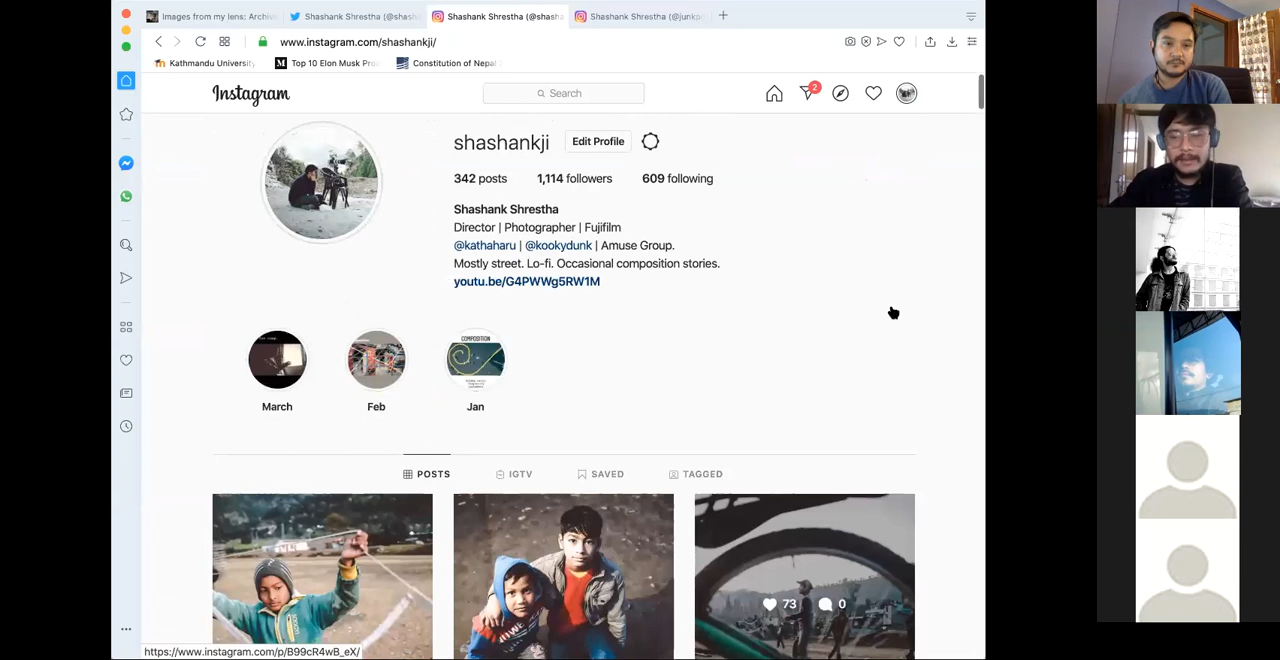 Images from my lens: Archiv
Shashank Shrestha (@shasha
Shashank Shrestha (@shasha
Shashank Shrestha (@junkp
www.instagram.com/shashankji/
Kathmandu University
Top 10 Elon Musk Pro
Constitution of Nepal
Instagram
Search
2
shashankji
Edit Profile
342 posts 1,114 followers 609 following
Shashank Shrestha
Director | Photographer | Fujifilm
@kathaharu | @kookydunk | Amuse Group.
Mostly street. Lo-fi. Occasional composition stories.
youtu.be/G4PWWg5RW1M
COMPOSITION
March Feb Jan
POSTS IGTV SAVED TAGGED
73 0
https://www.instagram.com/p/B99cR4wB_eX/